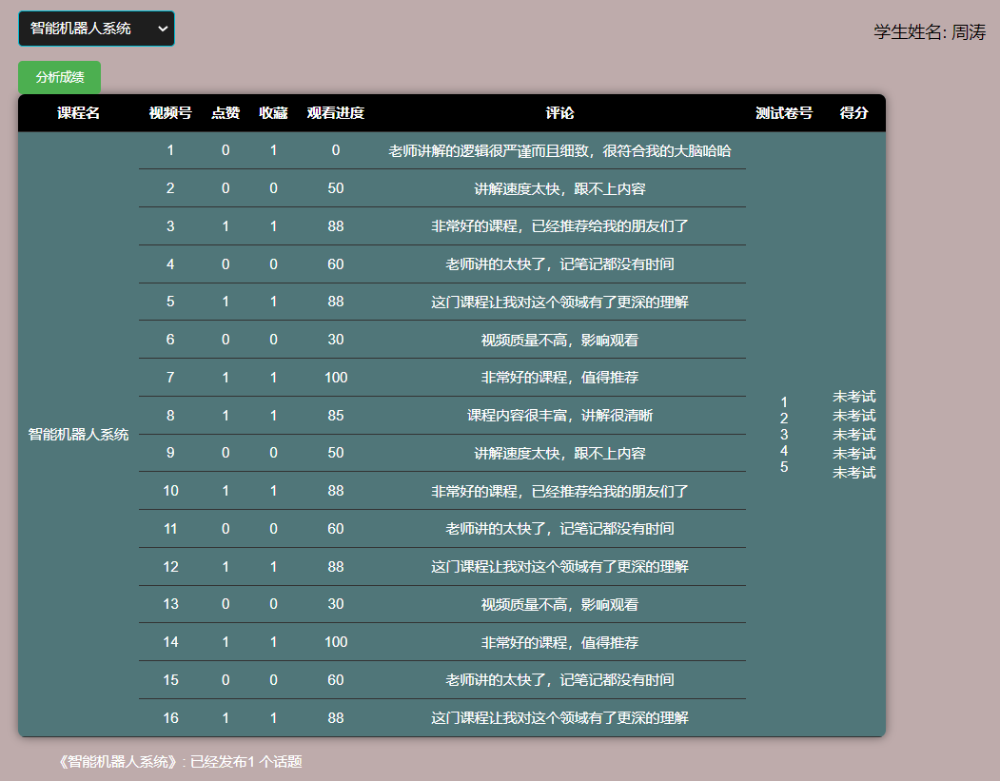 智能机器人系统
学生姓名: 周涛
分析成绩
课程名 视频号 点赞 收藏 观看进度 评论 测试卷号 得分
1 0 1 0 老师讲解的逻辑很严谨而且细致，很符合我的大脑哈哈
2 0 0 50 讲解速度太快，跟不上内容
3 1 1 88 非常好的课程，已经推荐给我的朋友们了
4 0 0 60 老师讲的太快了，记笔记都没有时间
5 1 1 88 这门课程让我对这个领域有了更深的理解
6 0 0 30 视频质量不高，影响观看
7 1 1 100 非常好的课程，值得推荐
8 1 1 85 课程内容很丰富，讲解很清晰
智能机器人系统
9 0 0 50 讲解速度太快，跟不上内容
10 1 1 88 非常好的课程，已经推荐给我的朋友们了
11 0 0 60 老师讲的太快了，记笔记都没有时间
12 1 1 88 这门课程让我对这个领域有了更深的理解
13 0 0 30 视频质量不高，影响观看
14 1 1 100 非常好的课程，值得推荐
15 0 0 60 老师讲的太快了，记笔记都没有时间
16 1 1 88 这门课程让我对这个领域有了更深的理解
1 未考试
2 未考试
3 未考试
4 未考试
5 未考试
《智能机器人系统》: 已经发布1 个话题